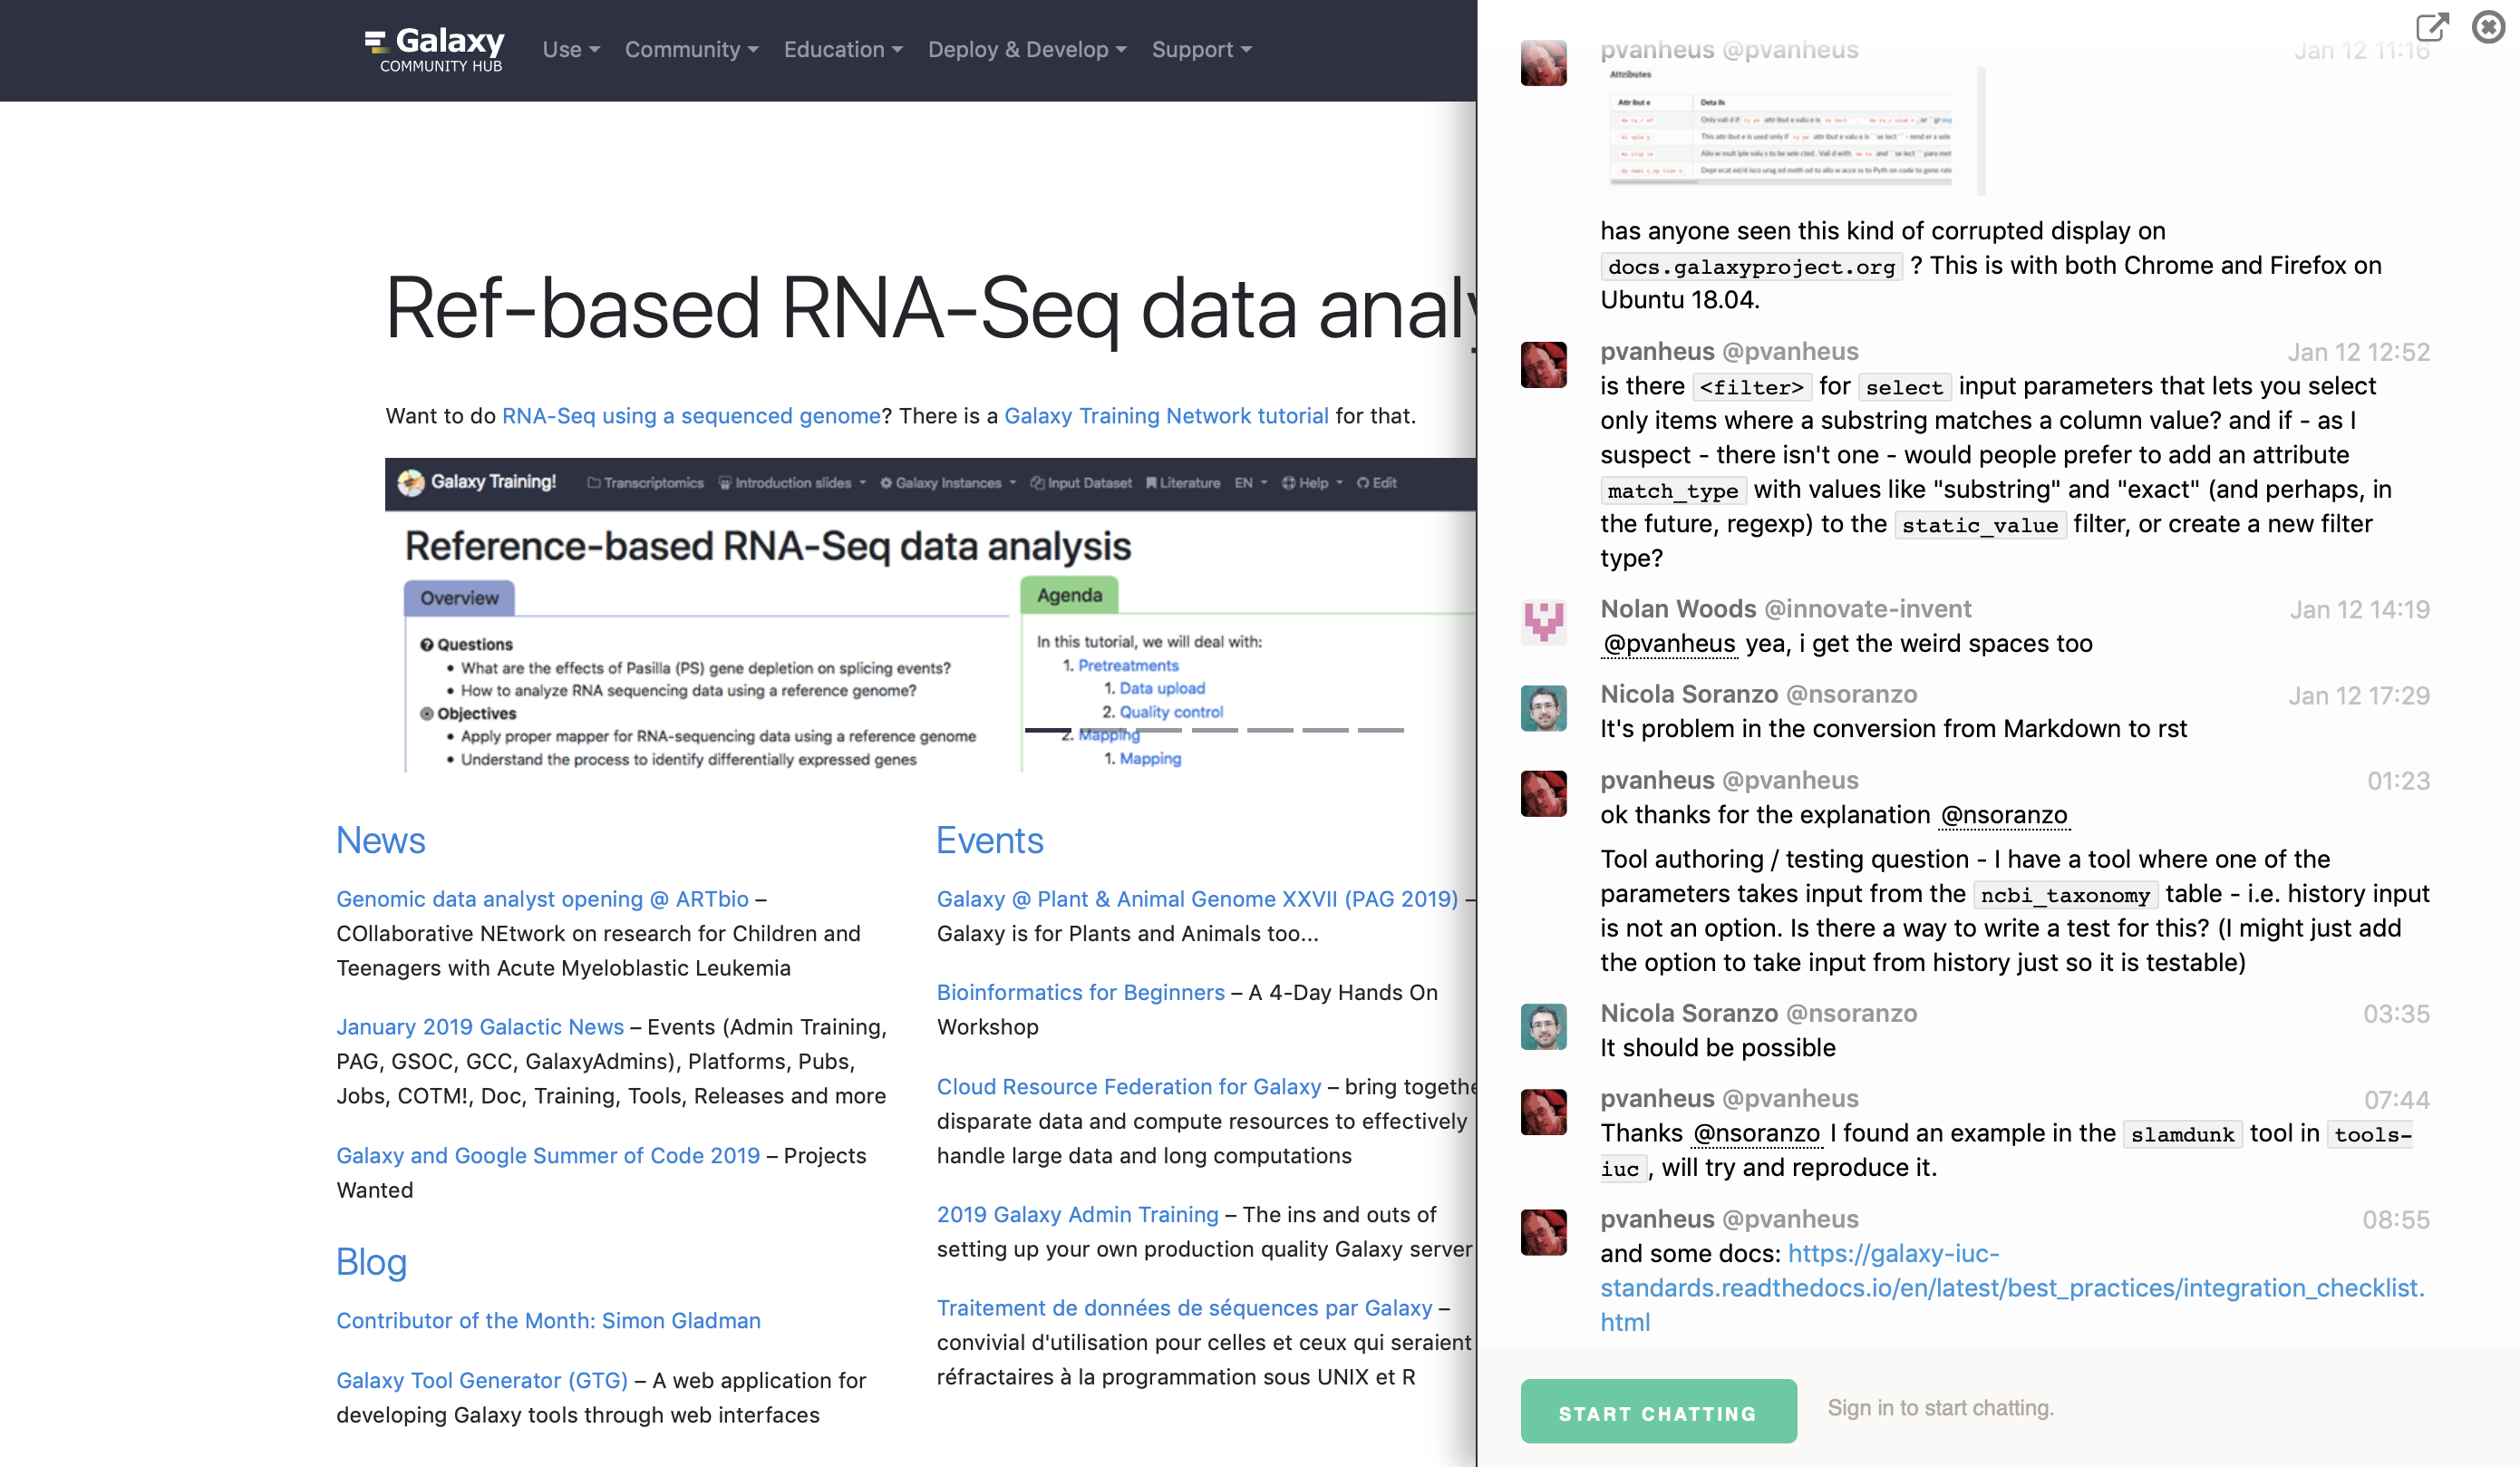 Galaxy
COMMUNITY HUB
Use
Community
Education
Deploy & Develop
Support
Ref-based RNA-Seq data analy
Want to do RNA-Seq using a sequenced genome? There is a Galaxy Training Network tutorial for that.
Galaxy Training!
Transcriptomics
Introduction slides
Galaxy Instances
Input Dataset
Literature
EN
Help
Edit
Reference-based RNA-Seq data analysis
Overview
Questions
• What are the effects of Pasilla (PS) gene depletion on splicing events?
• How to analyze RNA sequencing data using a reference genome?
Objectives
• Apply proper mapper for RNA-sequencing data using a reference genome
• Understand the process to identify differentially expressed genes
Agenda
In this tutorial, we will deal with:
1. Pretreatments
1. Data upload
2. Quality control
2. Mapping
1. Mapping
News
Genomic data analyst opening @ ARTbio –
COllaborative NEtwork on research for Children and
Teenagers with Acute Myeloblastic Leukemia
January 2019 Galactic News – Events (Admin Training,
PAG, GSOC, GCC, GalaxyAdmins), Platforms, Pubs,
Jobs, COTM!, Doc, Training, Tools, Releases and more
Galaxy and Google Summer of Code 2019 – Projects
Wanted
Blog
Contributor of the Month: Simon Gladman
Galaxy Tool Generator (GTG) – A web application for
developing Galaxy tools through web interfaces
Events
Galaxy @ Plant & Animal Genome XXVII (PAG 2019) –
Galaxy is for Plants and Animals too...
Bioinformatics for Beginners – A 4-Day Hands On
Workshop
Cloud Resource Federation for Galaxy – bring togethe
disparate data and compute resources to effectively
handle large data and long computations
2019 Galaxy Admin Training – The ins and outs of
setting up your own production quality Galaxy server
Traitement de données de séquences par Galaxy –
convivial d'utilisation pour celles et ceux qui seraient
réfractaires à la programmation sous UNIX et R
pvanheus @pvanheus Jan 12 11:16
Attributes
Attribut e Deta ils
has anyone seen this kind of corrupted display on
docs.galaxyproject.org ? This is with both Chrome and Firefox on
Ubuntu 18.04.
pvanheus @pvanheus Jan 12 12:52
is there <filter> for select input parameters that lets you select
only items where a substring matches a column value? and if - as I
suspect - there isn't one - would people prefer to add an attribute
match_type with values like "substring" and "exact" (and perhaps, in
the future, regexp) to the static_value filter, or create a new filter
type?
Nolan Woods @innovate-invent Jan 12 14:19
@pvanheus yea, i get the weird spaces too
Nicola Soranzo @nsoranzo Jan 12 17:29
It's problem in the conversion from Markdown to rst
pvanheus @pvanheus 01:23
ok thanks for the explanation @nsoranzo
Tool authoring / testing question - I have a tool where one of the
parameters takes input from the ncbi_taxonomy table - i.e. history input
is not an option. Is there a way to write a test for this? (I might just add
the option to take input from history just so it is testable)
Nicola Soranzo @nsoranzo 03:35
It should be possible
pvanheus @pvanheus 07:44
Thanks @nsoranzo I found an example in the slamdunk tool in tools-
iuc, will try and reproduce it.
pvanheus @pvanheus 08:55
and some docs: https://galaxy-iuc-
standards.readthedocs.io/en/latest/best_practices/integration_checklist.
html
START CHATTING
Sign in to start chatting.